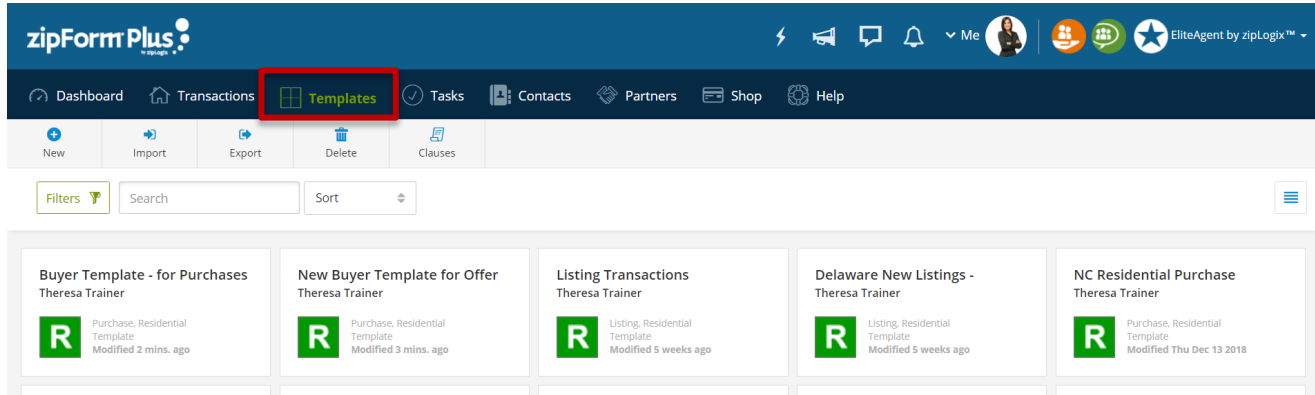 zipForm Plus
by zipLogix
Me
EliteAgent by zipLogix™
Dashboard
Transactions
Templates
Tasks
Contacts
Partners
Shop
Help
New
Import
Export
Delete
Clauses
Filters
Search
Sort
Buyer Template - for Purchases
Theresa Trainer
R
Purchase, Residential
Template
Modified 2 mins. ago
New Buyer Template for Offer
Theresa Trainer
R
Purchase, Residential
Template
Modified 3 mins. ago
Listing Transactions
Theresa Trainer
R
Listing, Residential
Template
Modified 5 weeks ago
Delaware New Listings -
Theresa Trainer
R
Listing, Residential
Template
Modified 5 weeks ago
NC Residential Purchase
Theresa Trainer
R
Purchase, Residential
Template
Modified Thu Dec 13 2018